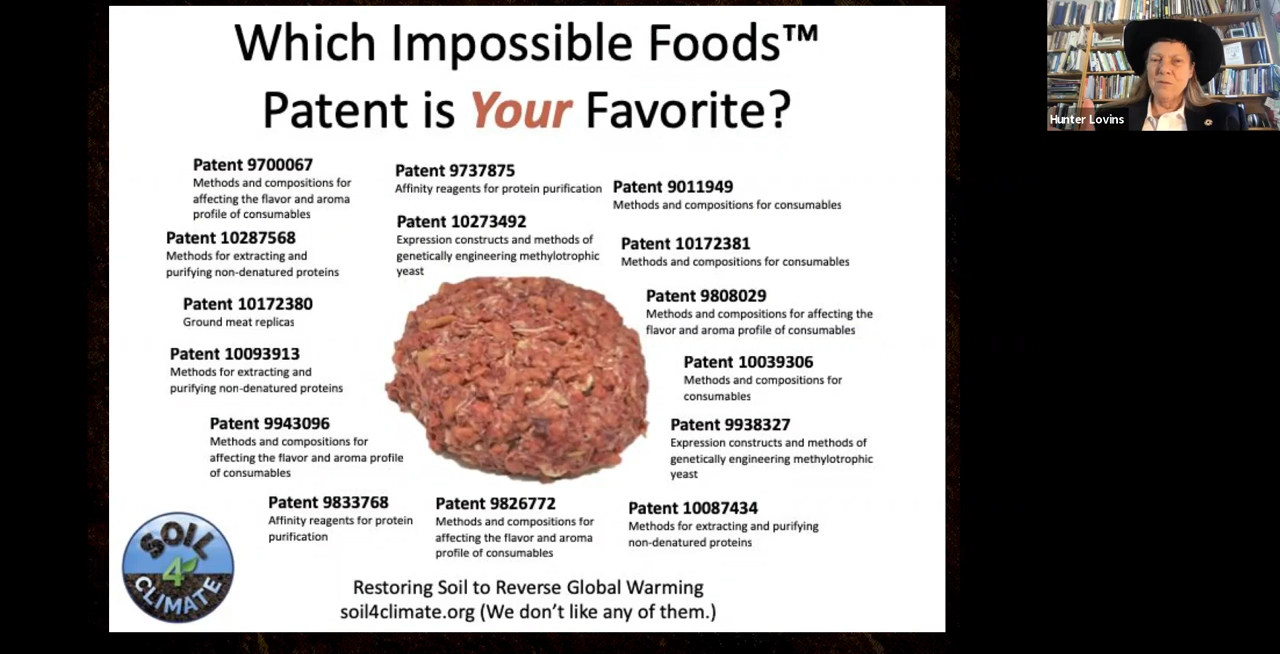 Which Impossible Foods™
Patent is Your Favorite?
Hunter Lovins
Patent 9700067
Methods and compositions for
affecting the flavor and aroma
profile of consumables
Patent 9737875
Affinity reagents for protein purification
Patent 9011949
Methods and compositions for consumables
Patent 10287568
Methods for extracting and
purifying non-denatured proteins
Patent 10273492
Expression constructs and methods of
genetically engineering methylotrophic
yeast
Patent 10172381
Methods and compositions for consumables
Patent 10172380
Ground meat replicas
Patent 9808029
Methods and compositions for affecting the
flavor and aroma profile of consumables
Patent 10093913
Methods for extracting and
purifying non-denatured proteins
Patent 10039306
Methods and compositions for
consumables
Patent 9943096
Methods and compositions for
affecting the flavor and aroma profile
of consumables
Patent 9938327
Expression constructs and methods of
genetically engineering methylotrophic
yeast
Patent 9833768
Affinity reagents for protein
purification
Patent 9826772
Methods and compositions for
affecting the flavor and aroma
profile of consumables
Patent 10087434
Methods for extracting and purifying
non-denatured proteins
SOIL
4
CLIMATE
Restoring Soil to Reverse Global Warming
soil4climate.org (We don't like any of them.)